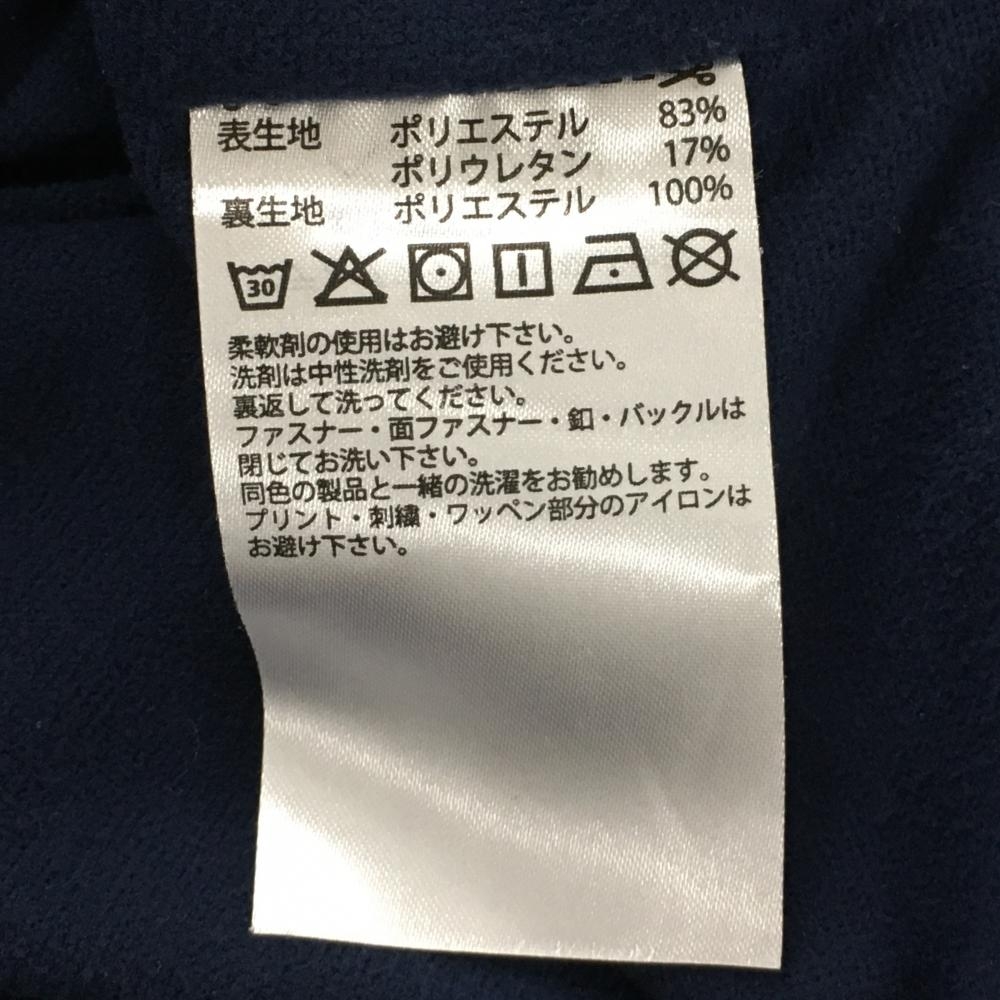 表生地 ポリエステル 83%
ポリウレタン 17%
裏生地 ポリエステル 100%
30
柔軟剤の使用はお避け下さい。
洗剤は中性洗剤をご使用ください。
裏返して洗ってください。
ファスナー・面ファスナー・釦・バックルは
閉じてお洗い下さい。
同色の製品と一緒の洗濯をお勧めします。
プリント・刺繍・ワッペン部分のアイロンは
お避け下さい。